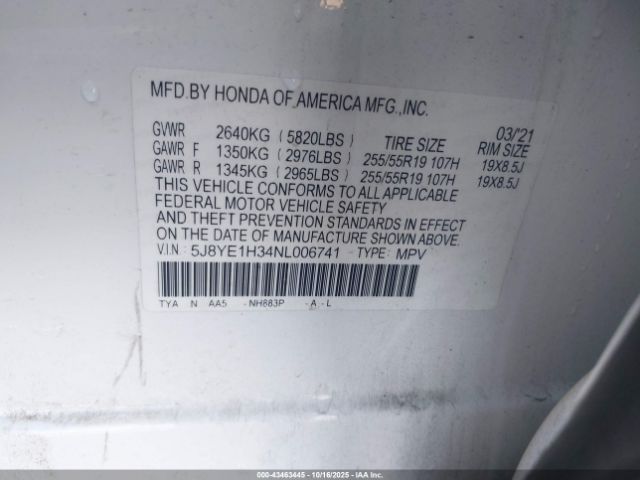 MFD.BY HONDA OF AMERICA MFG.,INC.
03/'21
GVWR 2640KG (5820LBS) TIRE SIZE RIM SIZE
GAWR F 1350KG (2976LBS) 255/55R19 107H 19X8.5J
GAWR R 1345KG (2965LBS) 255/55R19 107H 19X8.5J
THIS VEHICLE CONFORMS TO ALL APPLICABLE
FEDERAL MOTOR VEHICLE SAFETY
AND THEFT PREVENTION STANDARDS IN EFFECT
ON THE DATE OF MANUFACTURE SHOWN ABOVE.
V.I.N: 5J8YE1H34NL006741 TYPE: MPV
TYA N AA5 -NH883P -A-L
000-43463445 - 10/16/2025 - www.iaai.com